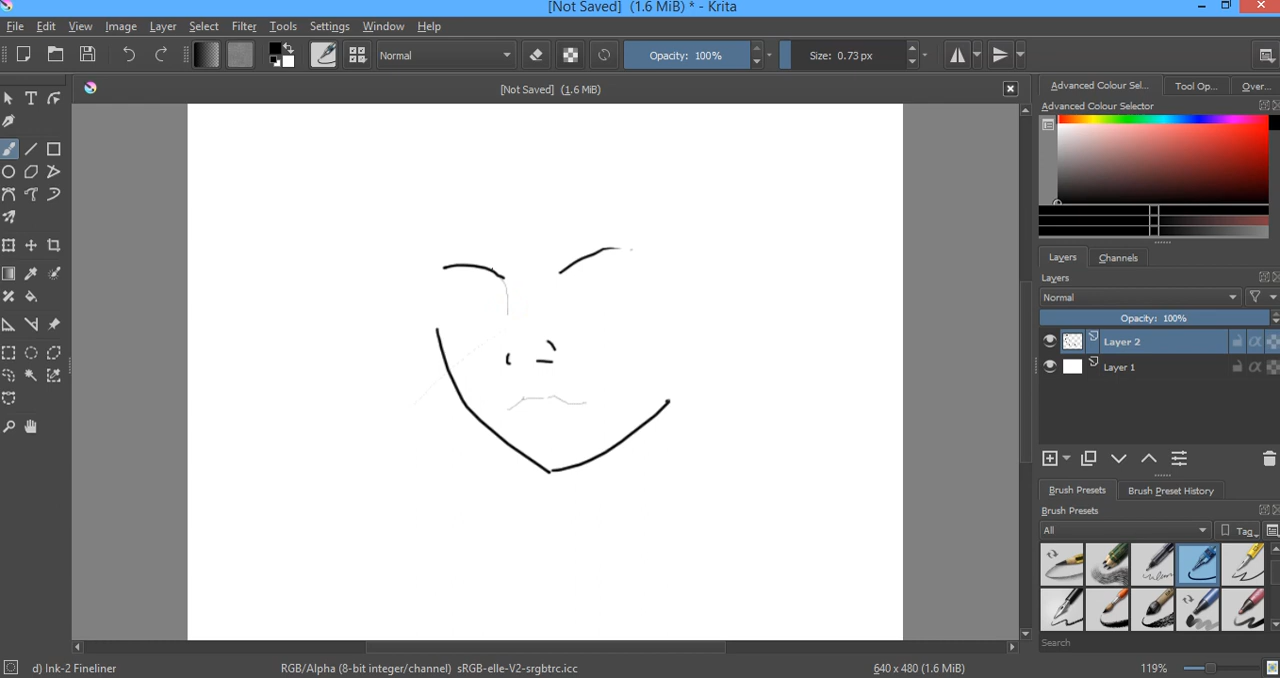 [Not Saved] (1.6 MiB) * - Krita
File Edit View Image Layer Select Filter Tools Settings Window Help
Normal Opacity: 100% Size: 0.73 px
[Not Saved] (1.6 MiB)
Advanced Colour Sel... Tool Op... Over...
Advanced Colour Selector
Layers Channels
Layers
Normal
Opacity: 100%
Layer 2
Layer 1
Brush Presets Brush Preset History
Brush Presets
All Tag
Search
d) Ink-2 Fineliner RGB/Alpha (8-bit integer/channel) sRGB-elle-V2-srgbtrc.icc 640 x 480 (1.6 MiB) 119%